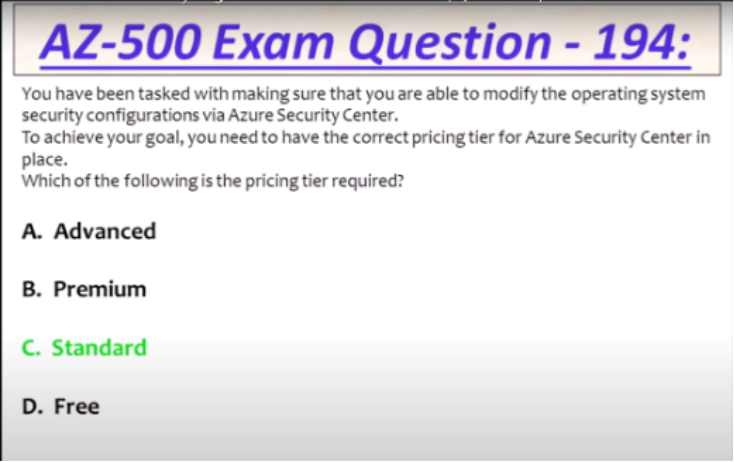 AZ-500 Exam Question - 194:
You have been tasked with making sure that you are able to modify the operating system
security configurations via Azure Security Center.
To achieve your goal, you need to have the correct pricing tier for Azure Security Center in
place.
Which of the following is the pricing tier required?
A. Advanced
B. Premium
C. Standard
D. Free